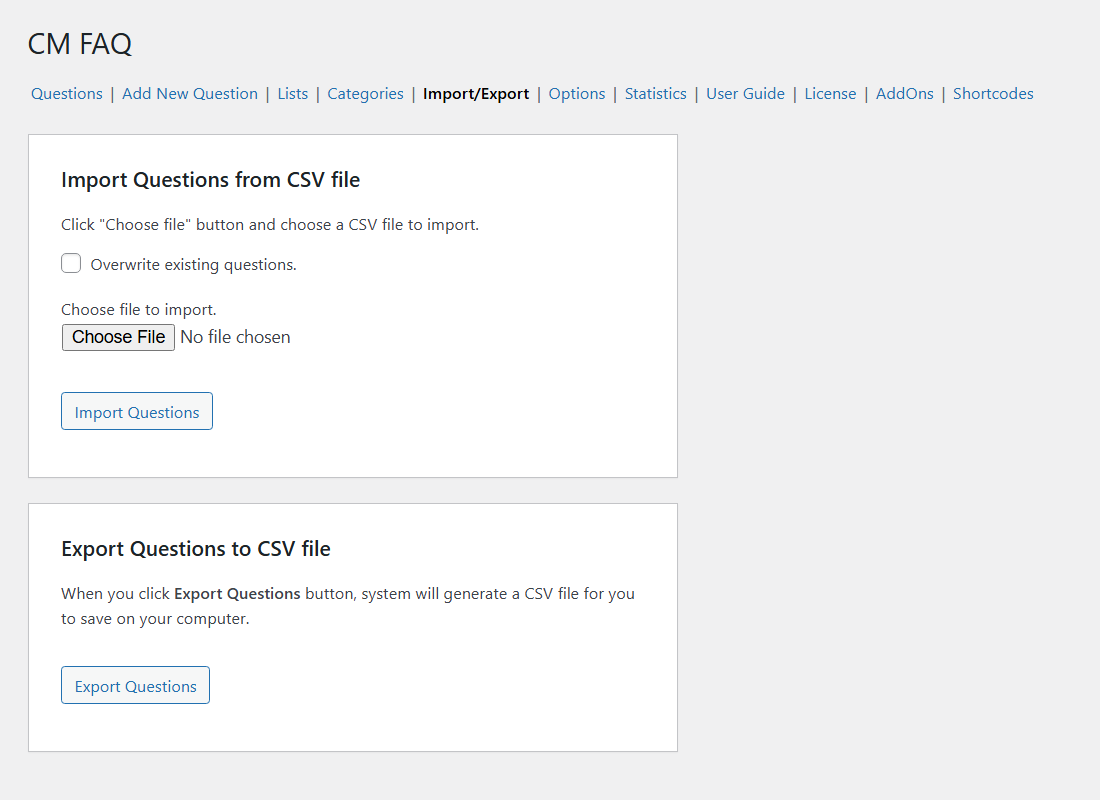 CM FAQ
Questions | Add New Question | Lists | Categories | Import/Export | Options | Statistics | User Guide | License | AddOns | Shortcodes
Import Questions from CSV file
Click "Choose file" button and choose a CSV file to import.
Overwrite existing questions.
Choose file to import.
Choose File No file chosen
Import Questions
Export Questions to CSV file
When you click Export Questions button, system will generate a CSV file for you
to save on your computer.
Export Questions